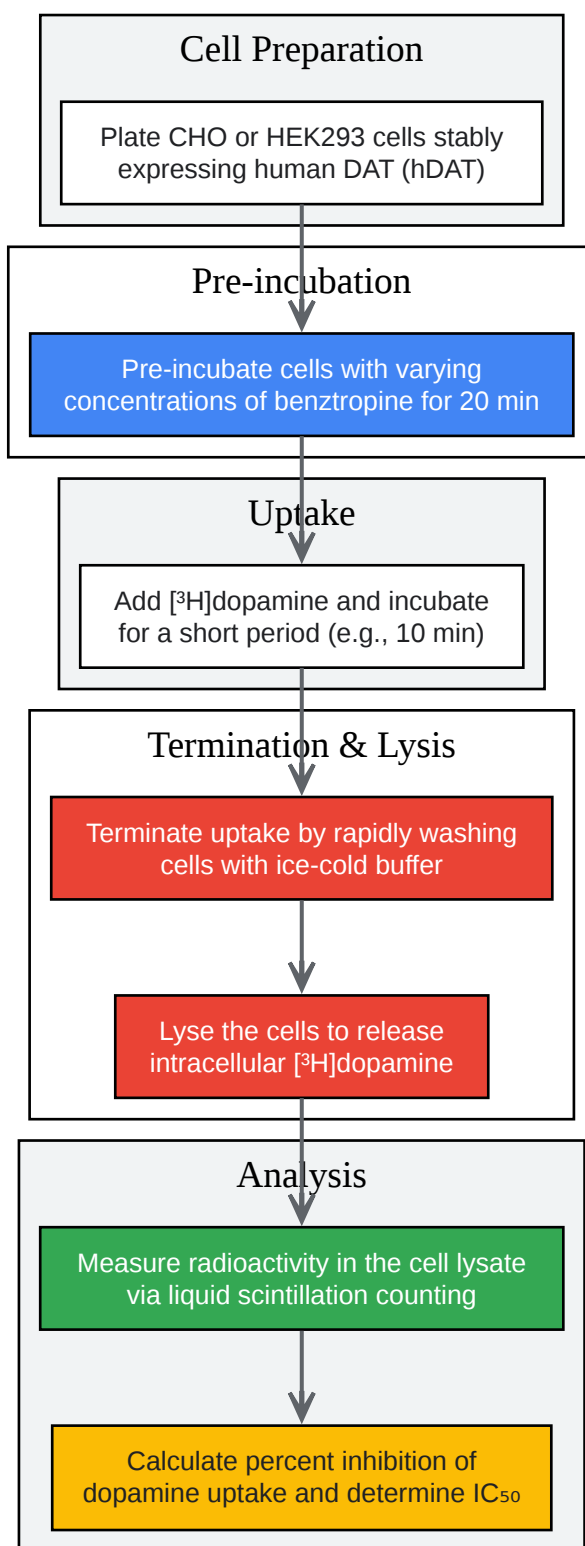 Cell Preparation
Plate CHO or HEK293 cells stably
expressing human DAT (hDAT)
Pre-incubation
Pre-incubate cells with varying
concentrations of benztropine for 20 min
Uptake
Add [³H]dopamine and incubate
for a short period (e.g., 10 min)
Termination & Lysis
Terminate uptake by rapidly washing
cells with ice-cold buffer
Lyse the cells to release
intracellular [³H]dopamine
Analysis
Measure radioactivity in the cell lysate
via liquid scintillation counting
Calculate percent inhibition of
dopamine uptake and determine IC₅₀